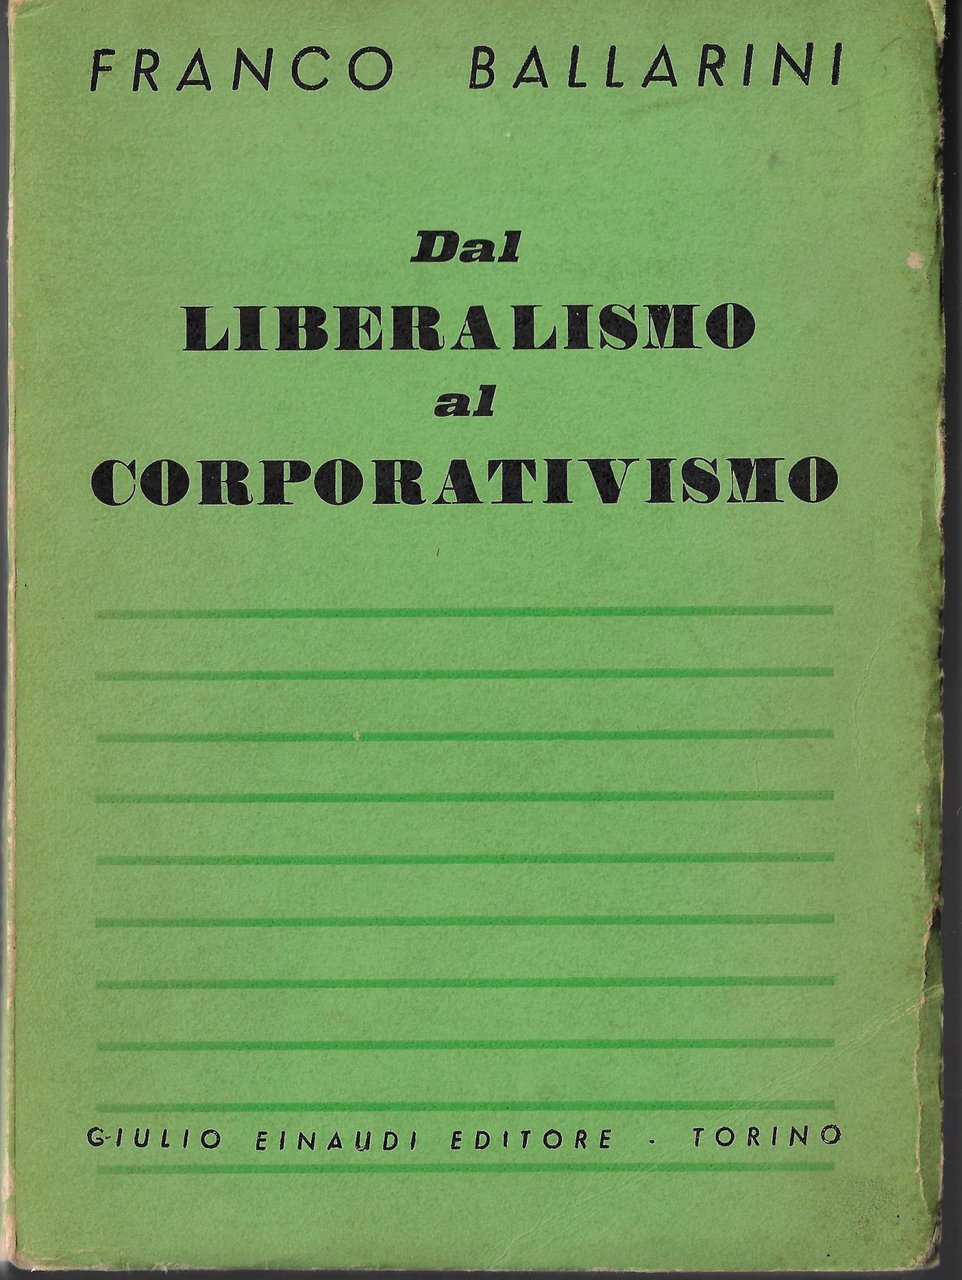 FRANCO BALLARINI
Dal
LIBERALISMO
al
CORPORATIVISMO
GIULIO EINAUDI EDITORE - TORINO